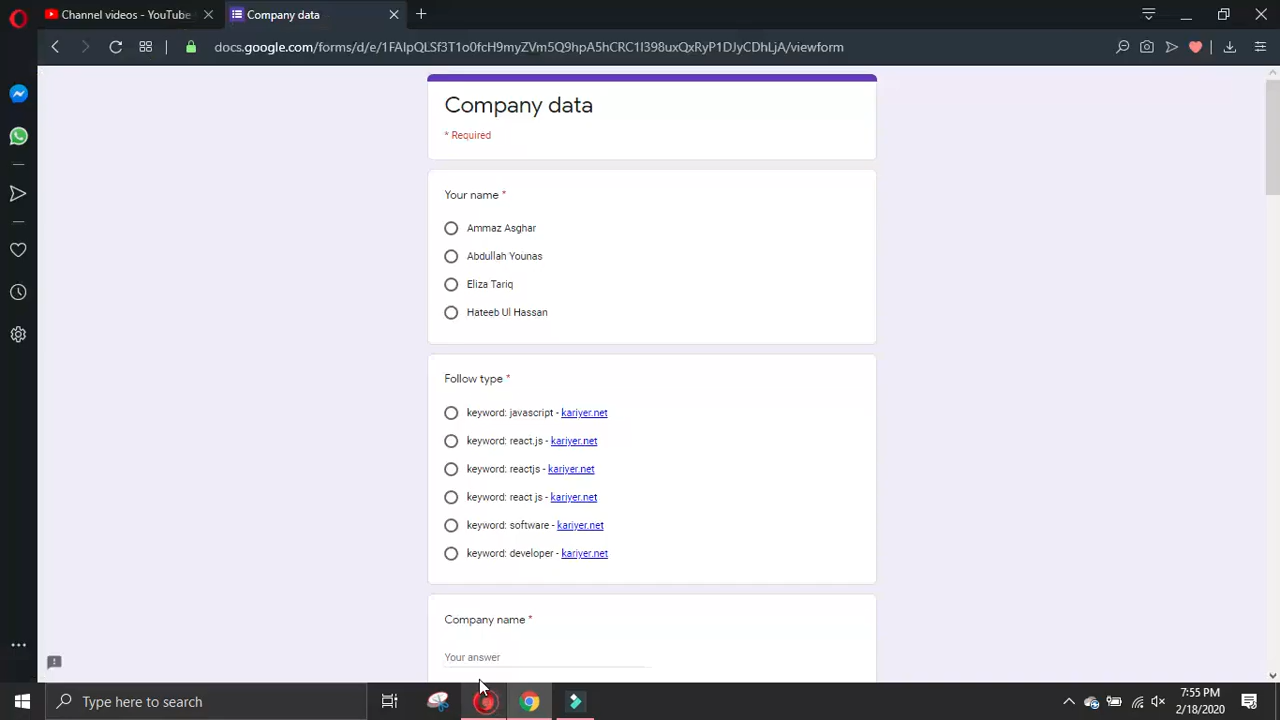 Channel videos - YouTube
Company data
docs.google.com/forms/d/e/1FAIpQLSf3T1o0fcH9myZVm5Q9hpA5hCRC1I398uxQxRyP1DJyCDhLjA/viewform
Company data
* Required
Your name *
Ammaz Asghar
Abdullah Younas
Eliza Tariq
Hateeb Ul Hassan
Follow type *
keyword: javascript - kariyer.net
keyword: react.js - kariyer.net
keyword: reactjs - kariyer.net
keyword: react js - kariyer.net
keyword: software - kariyer.net
keyword: developer - kariyer.net
Company name *
Your answer
Type here to search
7:55 PM
2/18/2020